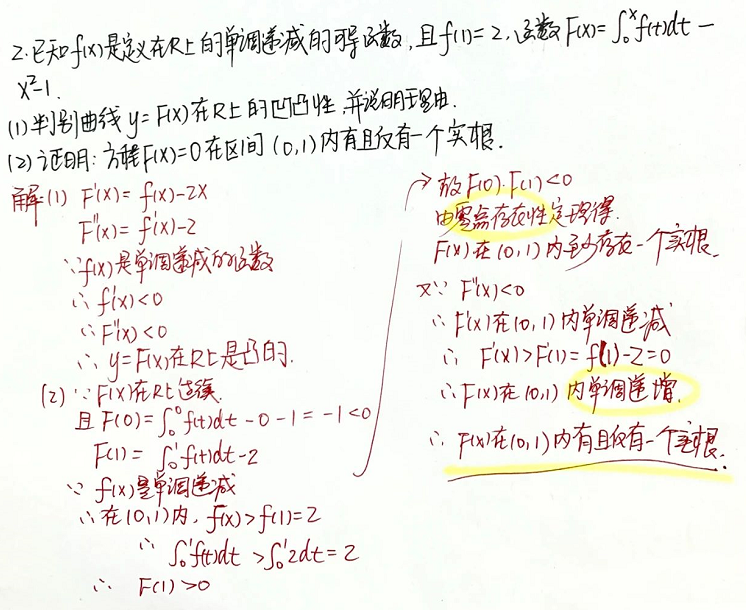 2.已知f(x)是定义在R上的单调递减的可导函数,且f(1)=2,函数F(x)=∫₀ˣf(t)dt-
x²-1.
(1)判别曲线y=F(x)在R上的凹凸性,并说明理由.
(2)证明:方程F(x)=0在区间(0,1)内有且仅有一个实根.
解:(1) F'(x)=f(x)-2x
F''(x)=f'(x)-2
∵f(x)是单调递减的函数
∴f'(x)<0
∴F''(x)<0
∴y=F(x)在R上是凸的.
(2)∵F(x)在R上连续
且F(0)=∫₀⁰f(t)dt-0-1=-1<0
F(1)=∫₀¹f(t)dt-2
∵f(x)是单调递减
∴在(0,1)内,f(x)>f(1)=2
∴∫₀¹f(t)dt>∫₀¹2dt=2
∴F(1)>0
故F(0)·F(1)<0
由零点存在性定理得.
F(x)在(0,1)内至少存在一个实根.
又∵F''(x)<0
∴F'(x)在(0,1)内单调递减
∴F'(x)>F'(1)=f(1)-2=0
∴F(x)在(0,1)内单调递增.
∴F(x)在(0,1)内有且仅有一个实根.